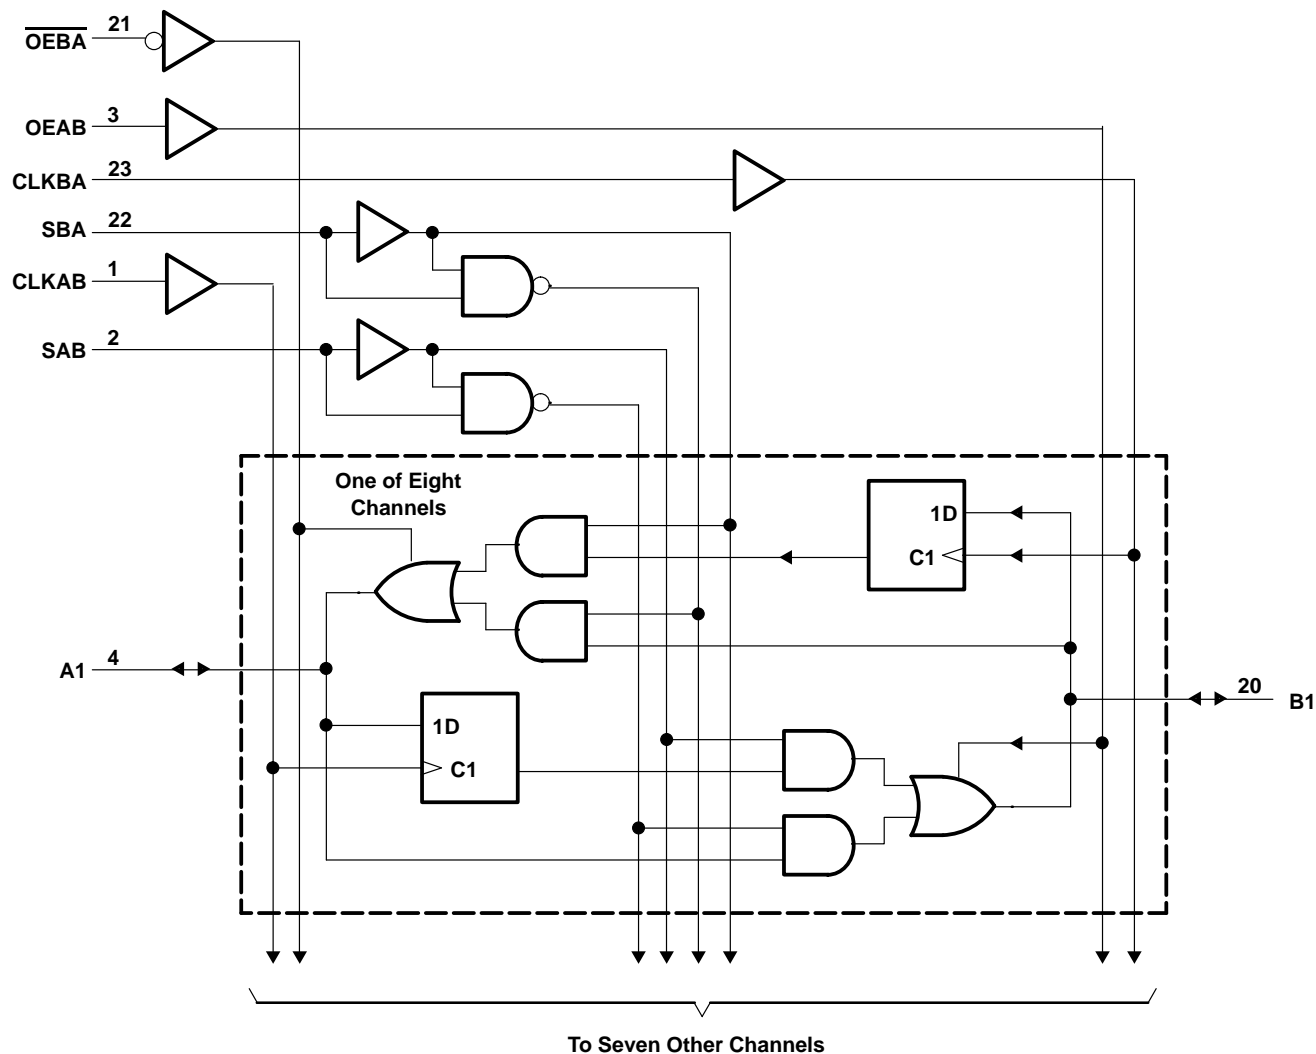 OEBA 21
OEAB 3
CLKBA 23
SBA 22
CLKAB 1
SAB 2
One of Eight
Channels
1D
C1
A1 4
1D
C1
20 B1
To Seven Other Channels